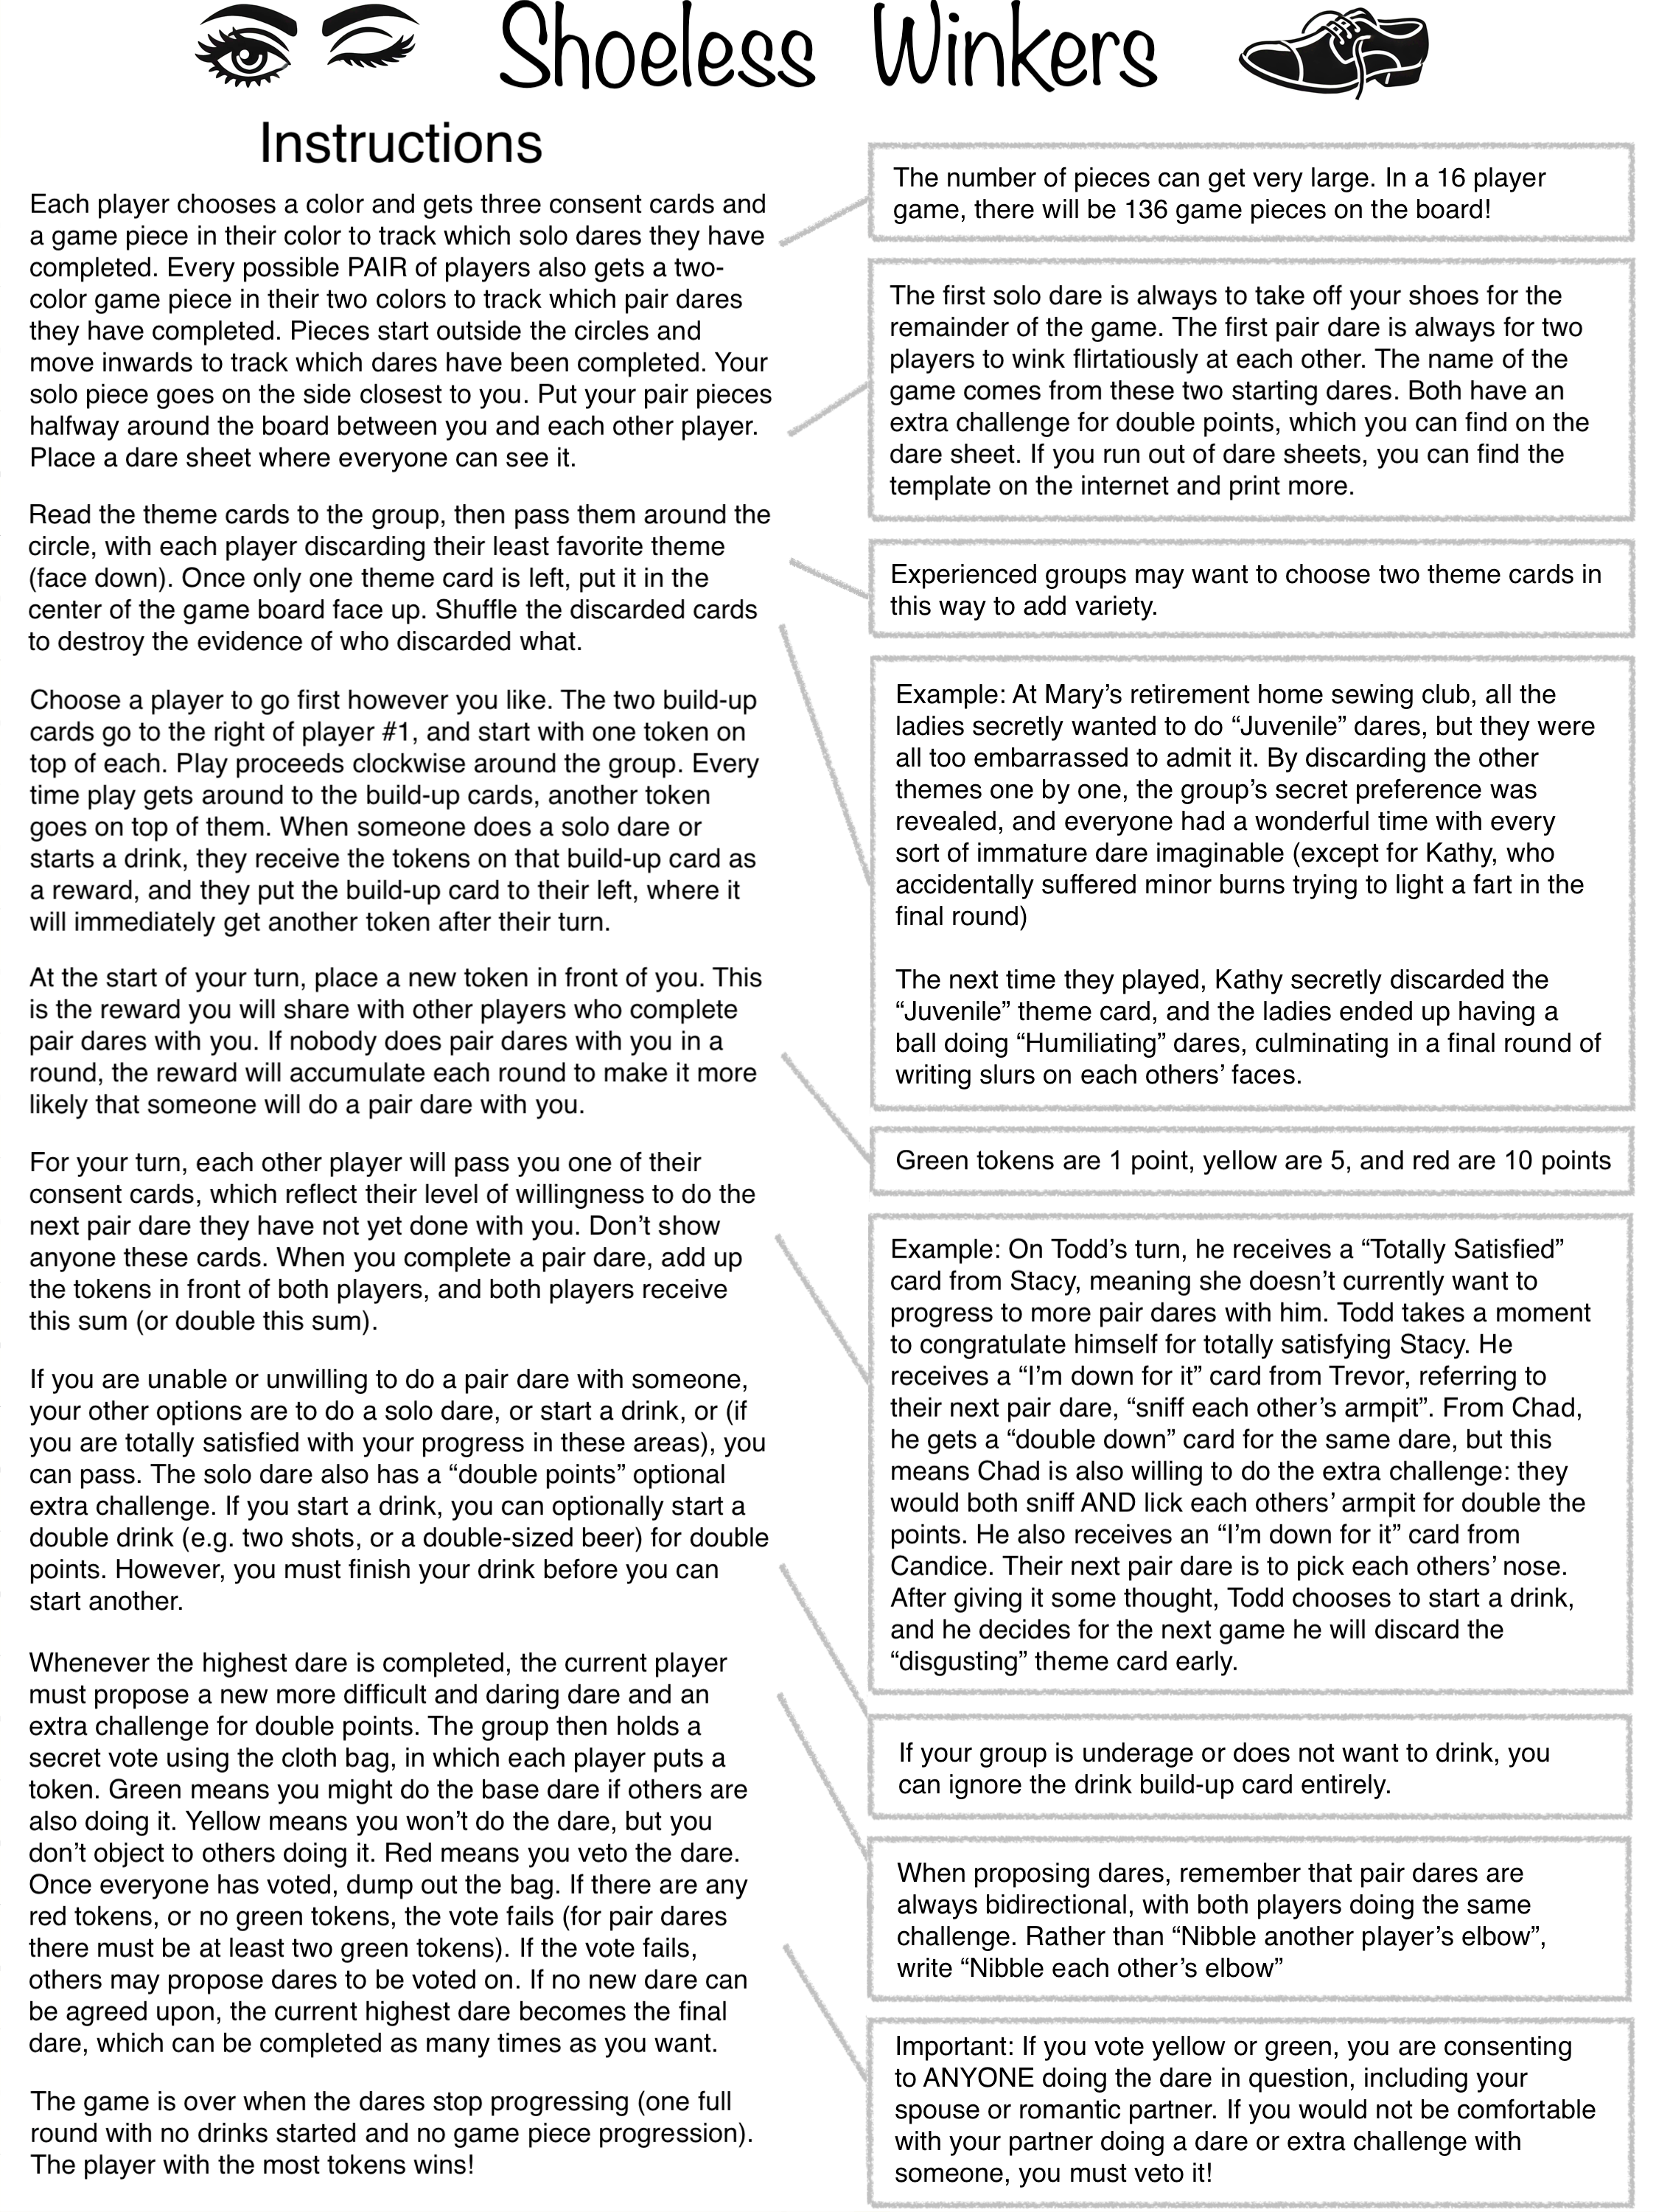 Shoeless Winkers
Instructions
Each player chooses a color and gets three consent cards and
a game piece in their color to track which solo dares they have
completed. Every possible PAIR of players also gets a two-
color game piece in their two colors to track which pair dares
they have completed. Pieces start outside the circles and
move inwards to track which dares have been completed. Your
solo piece goes on the side closest to you. Put your pair pieces
halfway around the board between you and each other player.
Place a dare sheet where everyone can see it.
Read the theme cards to the group, then pass them around the
circle, with each player discarding their least favorite theme
(face down). Once only one theme card is left, put it in the
center of the game board face up. Shuffle the discarded cards
to destroy the evidence of who discarded what.
Choose a player to go first however you like. The two build-up
cards go to the right of player #1, and start with one token on
top of each. Play proceeds clockwise around the group. Every
time play gets around to the build-up cards, another token
goes on top of them. When someone does a solo dare or
starts a drink, they receive the tokens on that build-up card as
a reward, and they put the build-up card to their left, where it
will immediately get another token after their turn.
At the start of your turn, place a new token in front of you. This
is the reward you will share with other players who complete
pair dares with you. If nobody does pair dares with you in a
round, the reward will accumulate each round to make it more
likely that someone will do a pair dare with you.
For your turn, each other player will pass you one of their
consent cards, which reflect their level of willingness to do the
next pair dare they have not yet done with you. Don't show
anyone these cards. When you complete a pair dare, add up
the tokens in front of both players, and both players receive
this sum (or double this sum).
If you are unable or unwilling to do a pair dare with someone,
your other options are to do a solo dare, or start a drink, or (if
you are totally satisfied with your progress in these areas), you
can pass. The solo dare also has a “double points” optional
extra challenge. If you start a drink, you can optionally start a
double drink (e.g. two shots, or a double-sized beer) for double
points. However, you must finish your drink before you can
start another.
Whenever the highest dare is completed, the current player
must propose a new more difficult and daring dare and an
extra challenge for double points. The group then holds a
secret vote using the cloth bag, in which each player puts a
token. Green means you might do the base dare if others are
also doing it. Yellow means you won't do the dare, but you
don't object to others doing it. Red means you veto the dare.
Once everyone has voted, dump out the bag. If there are any
red tokens, or no green tokens, the vote fails (for pair dares
there must be at least two green tokens). If the vote fails,
others may propose dares to be voted on. If no new dare can
be agreed upon, the current highest dare becomes the final
dare, which can be completed as many times as you want.
The game is over when the dares stop progressing (one full
round with no drinks started and no game piece progression).
The player with the most tokens wins!
The number of pieces can get very large. In a 16 player
game, there will be 136 game pieces on the board!
The first solo dare is always to take off your shoes for the
remainder of the game. The first pair dare is always for two
players to wink flirtatiously at each other. The name of the
game comes from these two starting dares. Both have an
extra challenge for double points, which you can find on the
dare sheet. If you run out of dare sheets, you can find the
template on the internet and print more.
Experienced groups may want to choose two theme cards in
this way to add variety.
Example: At Mary’s retirement home sewing club, all the
ladies secretly wanted to do “Juvenile” dares, but they were
all too embarrassed to admit it. By discarding the other
themes one by one, the group’s secret preference was
revealed, and everyone had a wonderful time with every
sort of immature dare imaginable (except for Kathy, who
accidentally suffered minor burns trying to light a fart in the
final round)
The next time they played, Kathy secretly discarded the
“Juvenile” theme card, and the ladies ended up having a
ball doing “Humiliating” dares, culminating in a final round of
writing slurs on each others’ faces.
Green tokens are 1 point, yellow are 5, and red are 10 points
Example: On Todd’s turn, he receives a “Totally Satisfied”
card from Stacy, meaning she doesn’t currently want to
progress to more pair dares with him. Todd takes a moment
to congratulate himself for totally satisfying Stacy. He
receives a “I’m down for it” card from Trevor, referring to
their next pair dare, “sniff each other’s armpit”. From Chad,
he gets a “double down” card for the same dare, but this
means Chad is also willing to do the extra challenge: they
would both sniff AND lick each others’ armpit for double the
points. He also receives an “I’m down for it” card from
Candice. Their next pair dare is to pick each others’ nose.
After giving it some thought, Todd chooses to start a drink,
and he decides for the next game he will discard the
“disgusting” theme card early.
If your group is underage or does not want to drink, you
can ignore the drink build-up card entirely.
When proposing dares, remember that pair dares are
always bidirectional, with both players doing the same
challenge. Rather than “Nibble another player’s elbow”,
write “Nibble each other’s elbow”
Important: If you vote yellow or green, you are consenting
to ANYONE doing the dare in question, including your
spouse or romantic partner. If you would not be comfortable
with your partner doing a dare or extra challenge with
someone, you must veto it!